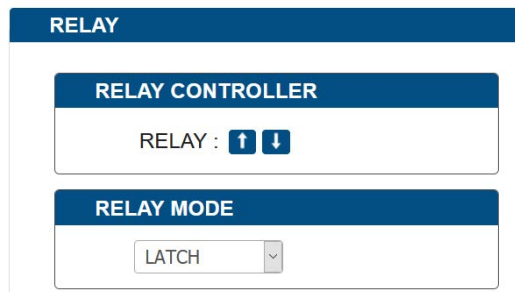 RELAY
RELAY CONTROLLER
RELAY :
RELAY MODE
LATCH